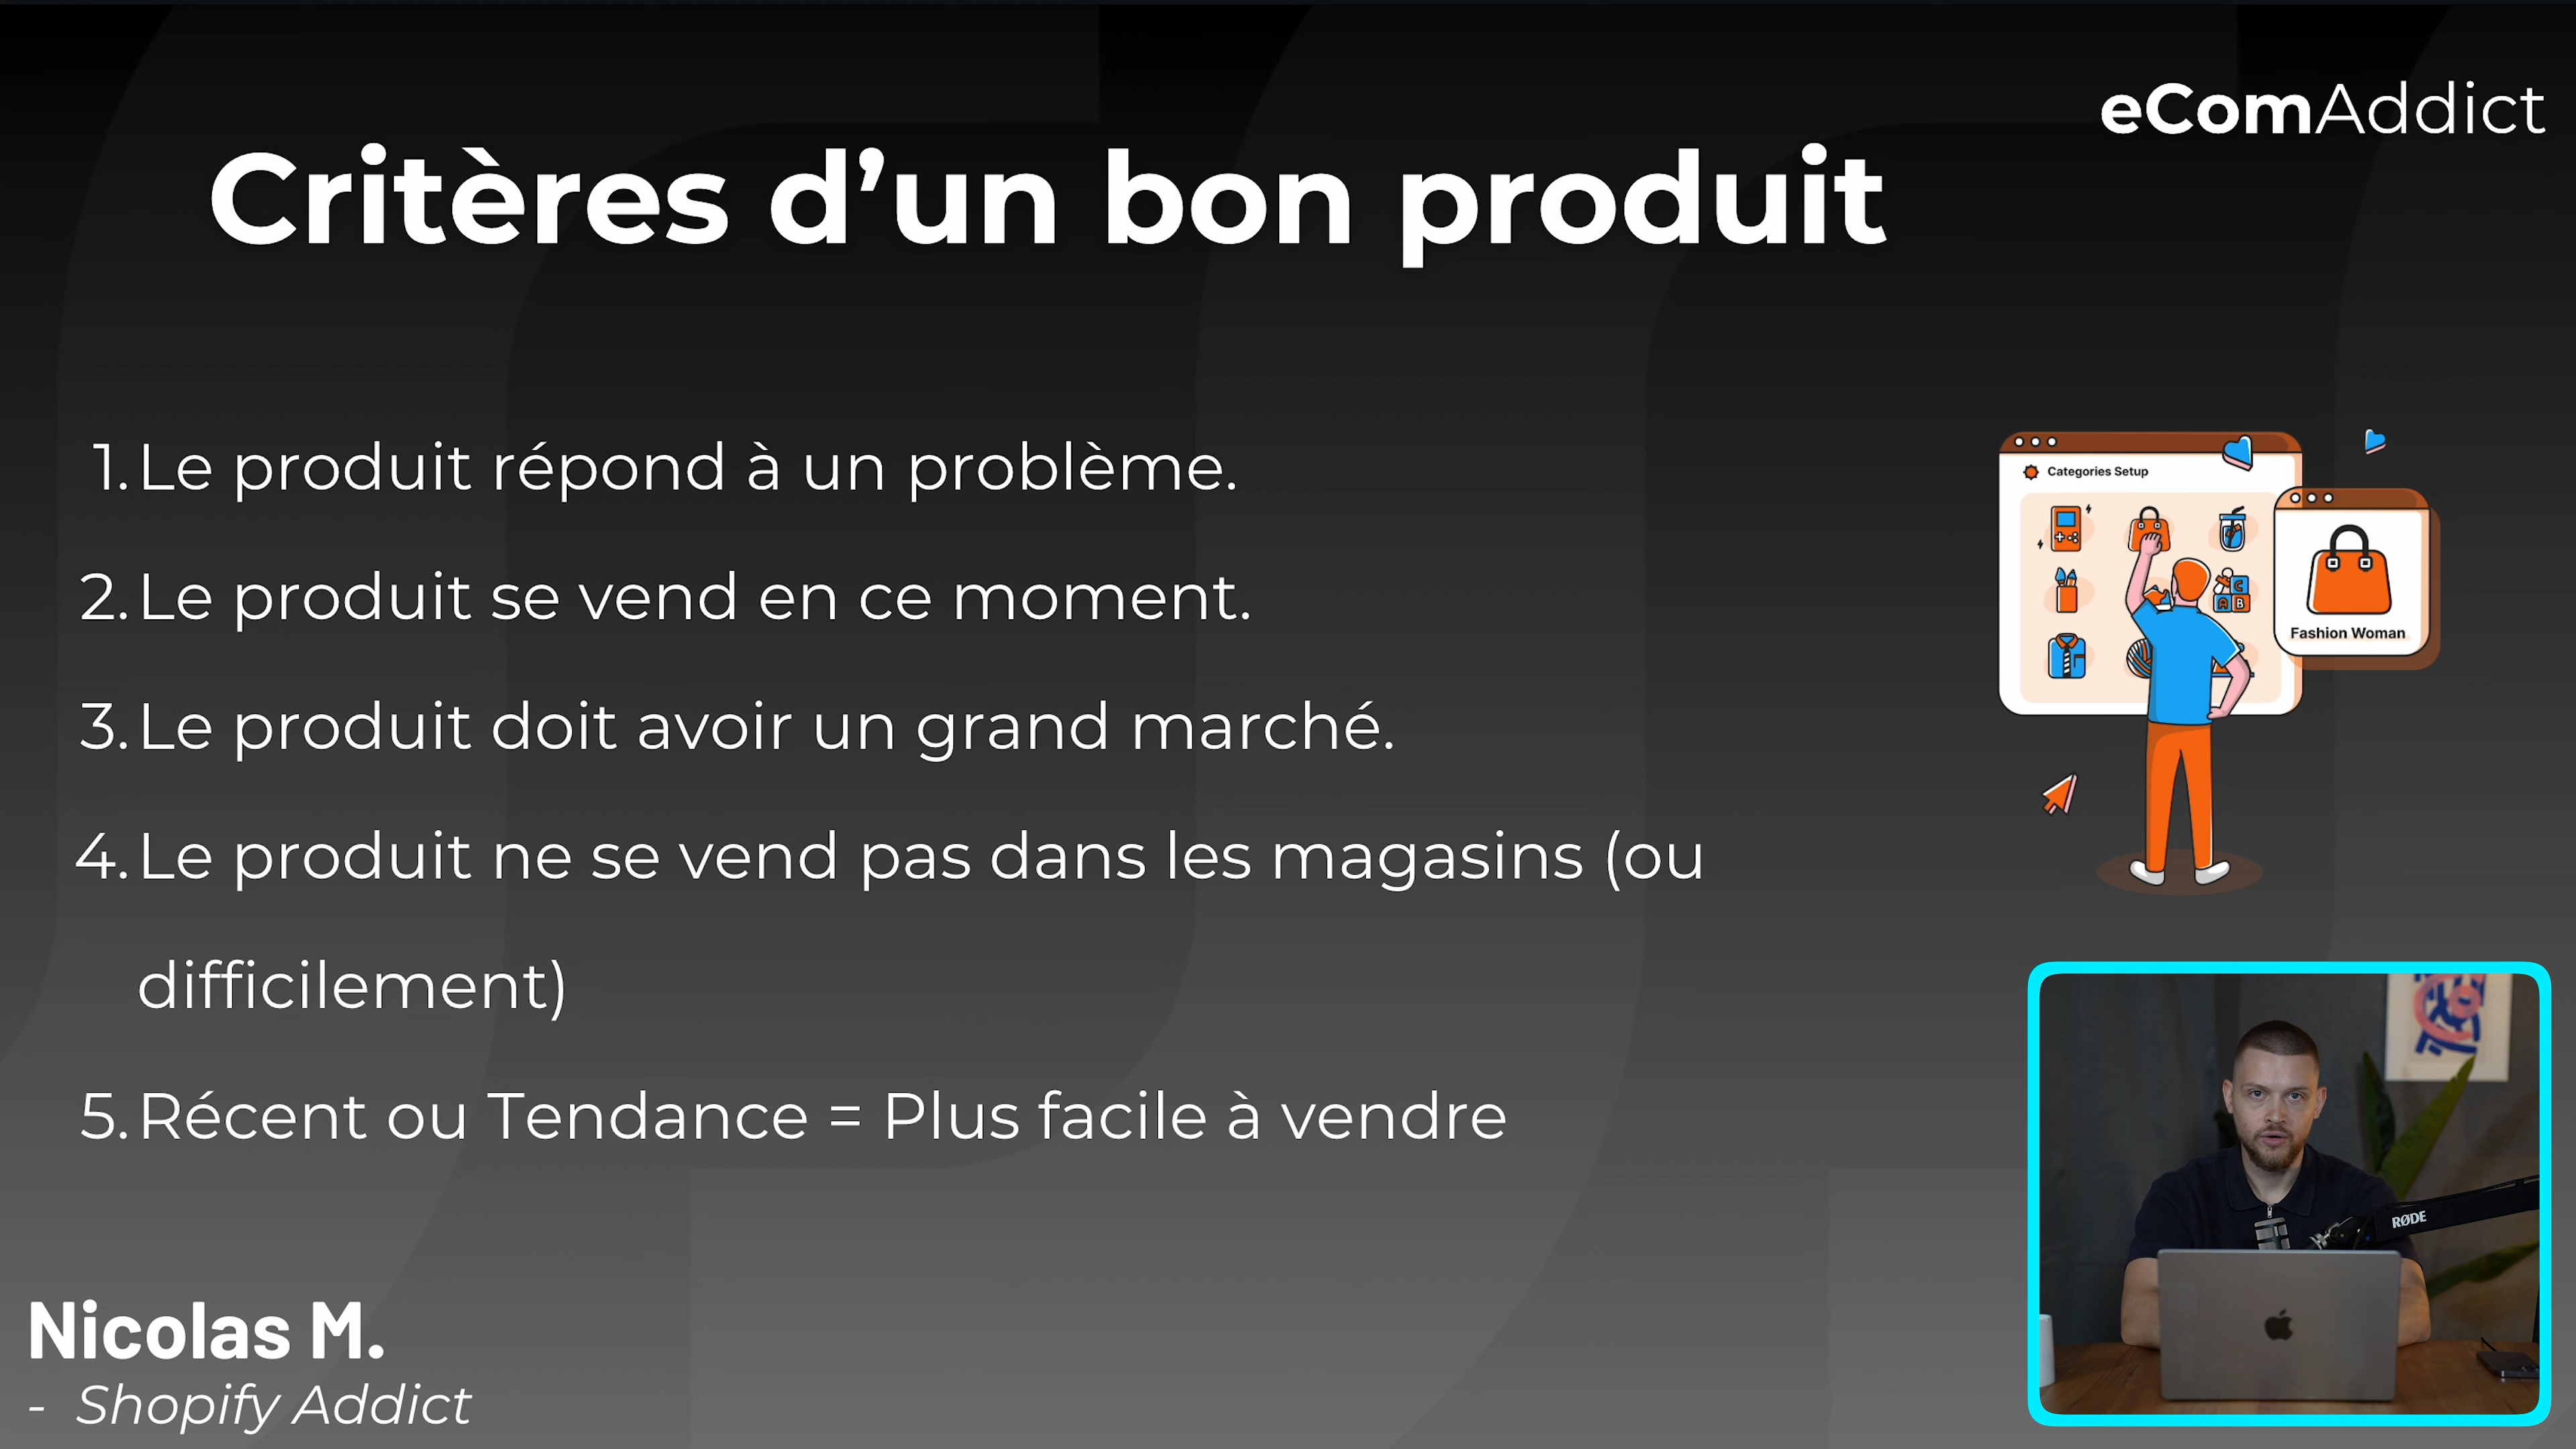 eComAddict
Critères d’un bon produit
1. Le produit répond à un problème.
2. Le produit se vend en ce moment.
3. Le produit doit avoir un grand marché.
4. Le produit ne se vend pas dans les magasins (ou
difficilement)
5. Récent ou Tendance = Plus facile à vendre
Categories Setup
A B C
Fashion Woman
RØDE
Nicolas M.
- Shopify Addict